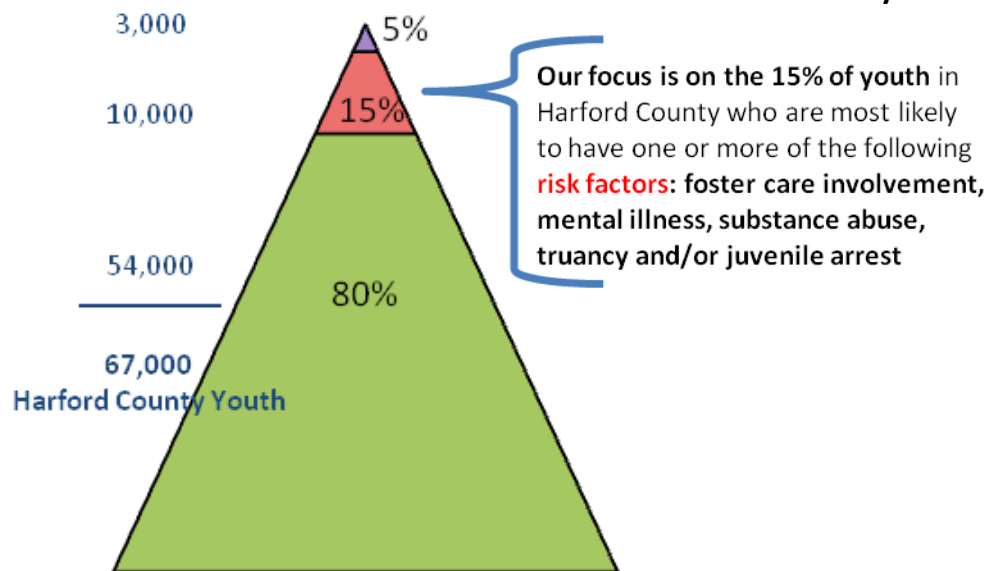 3,000
5%
10,000
15%
54,000
80%
67,000
Harford County Youth
Our focus is on the 15% of youth in
Harford County who are most likely
to have one or more of the following
risk factors: foster care involvement,
mental illness, substance abuse,
truancy and/or juvenile arrest